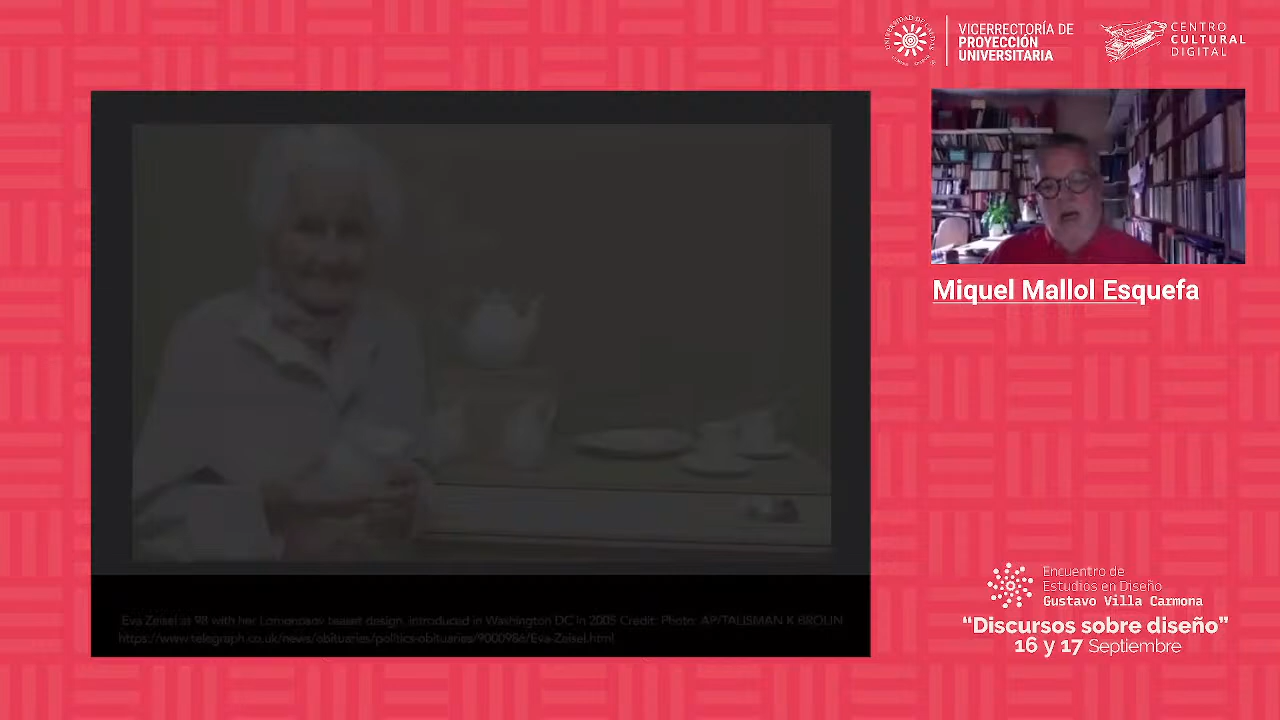 VICERRECTORÍA DE
PROYECCIÓN
UNIVERSITARIA
CENTRO
CULTURAL
DIGITAL
Miquel Mallol Esquefa
Eva Zeisel at 98 with her Lomonosov teaset design, introduced in Washington DC in 2005 Credit: Photo: AP/TALISMAN K BROLIN
https://www.telegraph.co.uk/news/obituaries/politics-obituaries/9000986/Eva-Zeisel.html
Encuentro de
Estudios en Diseño
Gustavo Villa Carmona
“Discursos sobre diseño”
16 y 17 Septiembre